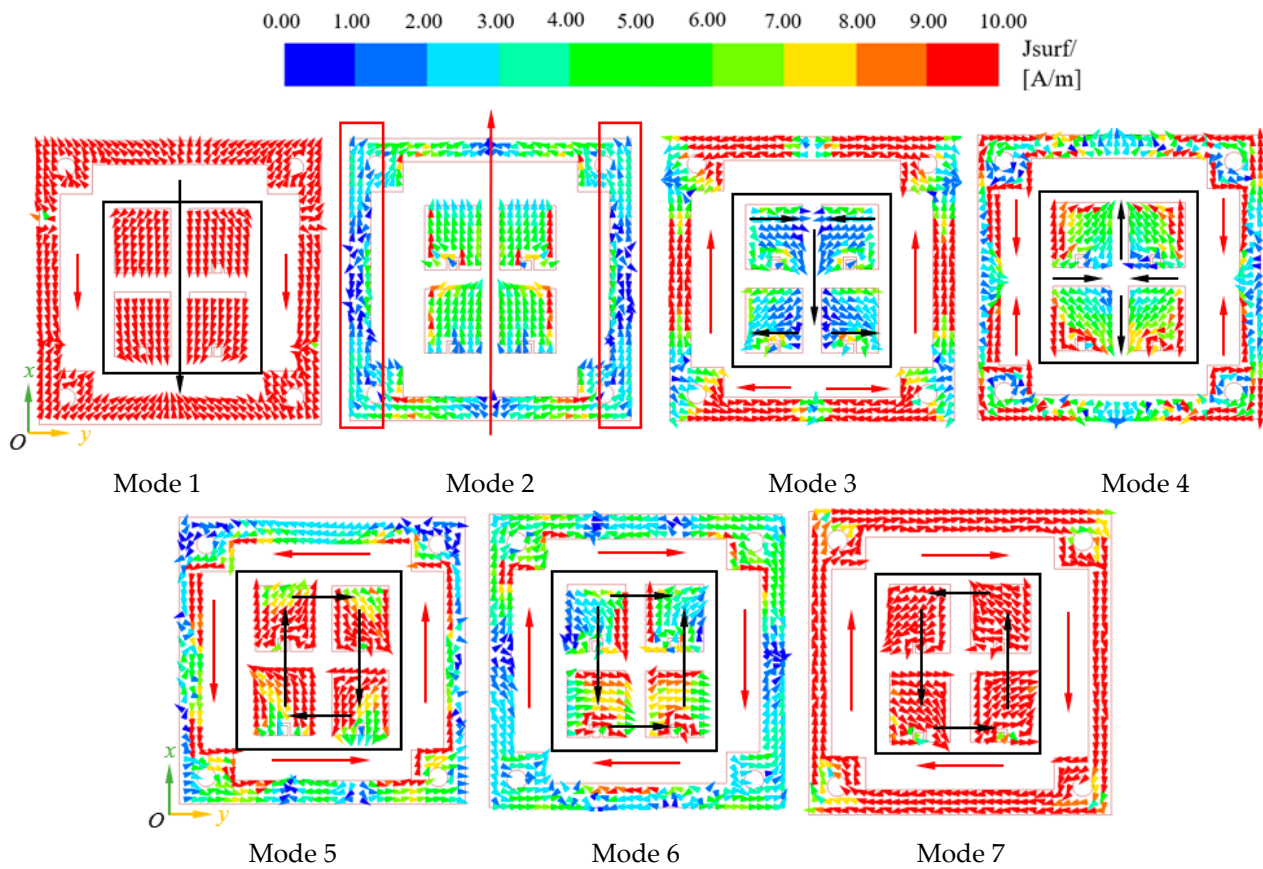 0.00 1.00 2.00 3.00 4.00 5.00 6.00 7.00 8.00 9.00 10.00
Jsurf/
[A/m]
x
O y
Mode 1 Mode 2 Mode 3 Mode 4
x
O y
Mode 5 Mode 6 Mode 7